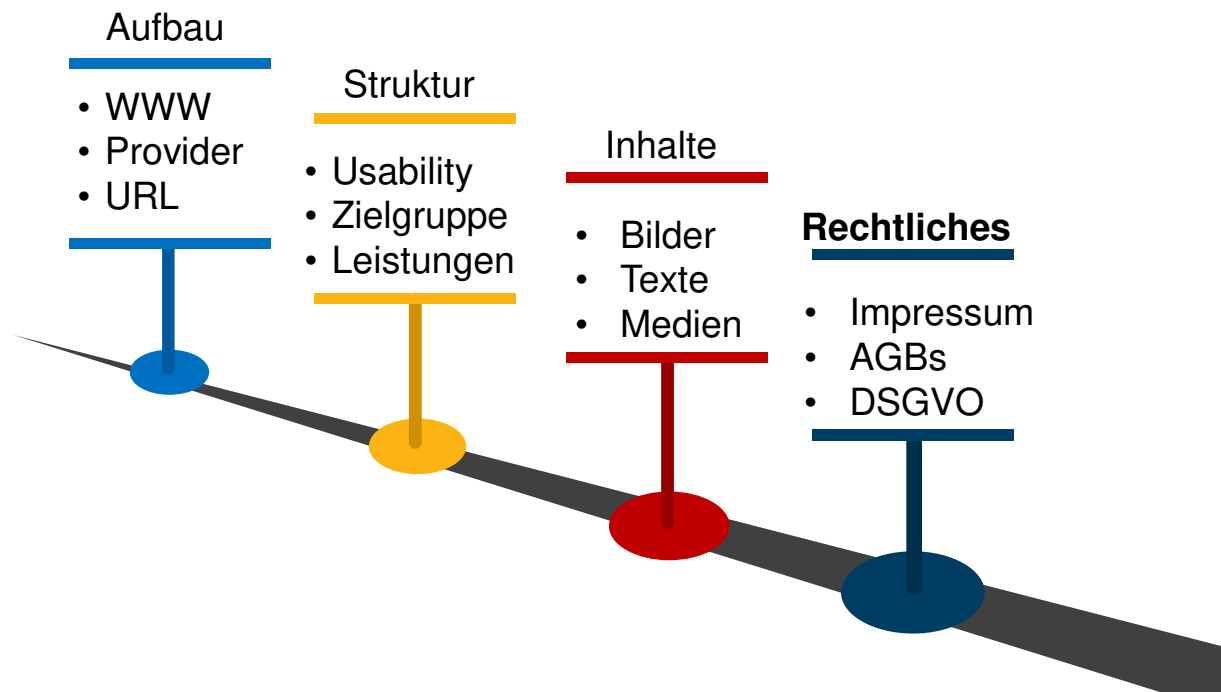 Aufbau
• WWW
• Provider
• URL
Struktur
• Usability
• Zielgruppe
• Leistungen
Inhalte
• Bilder
• Texte
• Medien
Rechtliches
• Impressum
• AGBs
• DSGVO